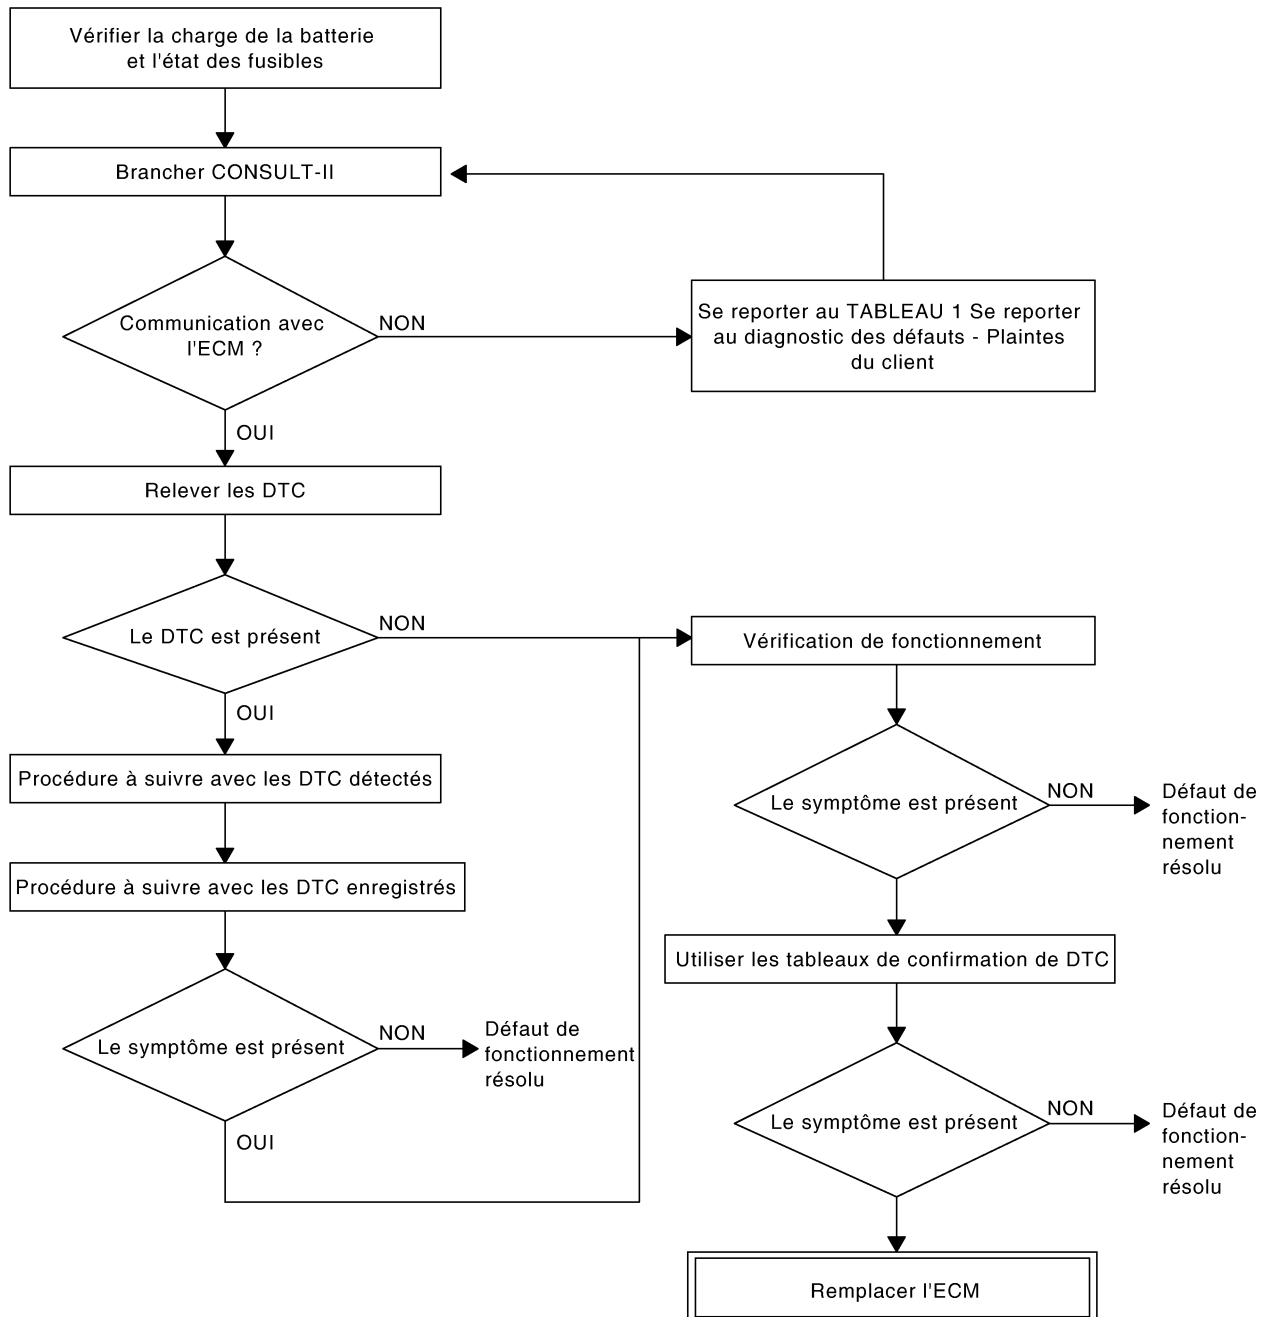 Vérifier la charge de la batterie
et l'état des fusibles
Brancher CONSULT-II
Communication avec
l'ECM ?
NON
Se reporter au TABLEAU 1 Se reporter
au diagnostic des défauts - Plaintes
du client
OUI
Relever les DTC
Le DTC est présent
NON
OUI
Procédure à suivre avec les DTC détectés
Procédure à suivre avec les DTC enregistrés
Le symptôme est présent
NON
Défaut de
fonctionnement
résolu
OUI
Vérification de fonctionnement
Le symptôme est présent
NON
Défaut de
fonction-
nement
résolu
Utiliser les tableaux de confirmation de DTC
Le symptôme est présent
NON
Défaut de
fonction-
nement
résolu
Remplacer l'ECM